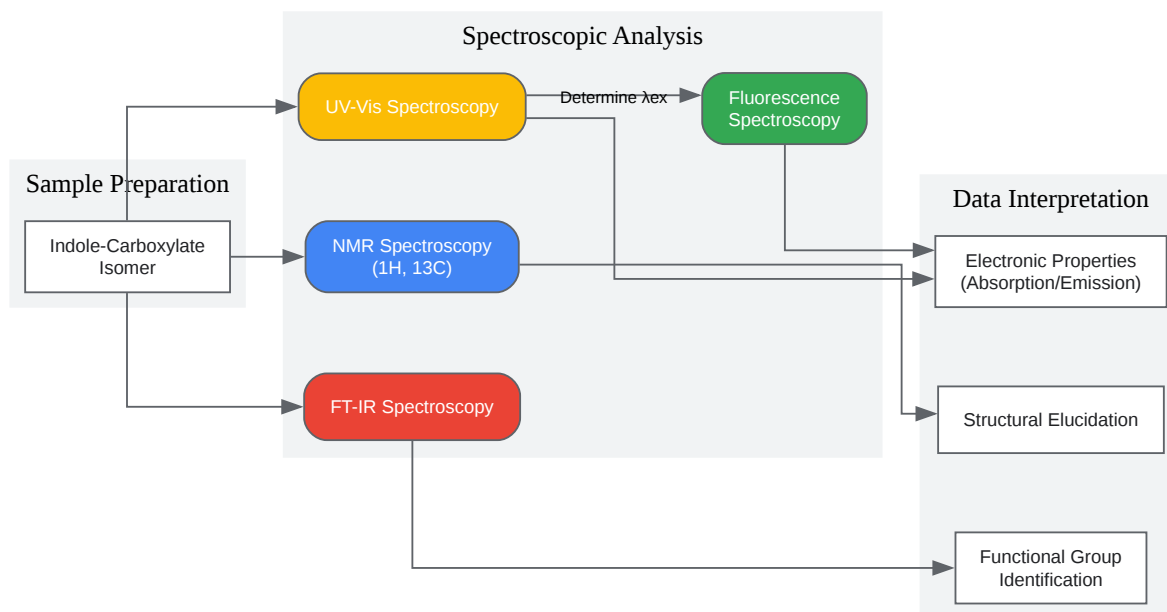 Spectroscopic Analysis
UV-Vis Spectroscopy
Determine λex
Fluorescence
Spectroscopy
Sample Preparation
Indole-Carboxylate
Isomer
NMR Spectroscopy
(1H, 13C)
FT-IR Spectroscopy
Data Interpretation
Electronic Properties
(Absorption/Emission)
Structural Elucidation
Functional Group
Identification